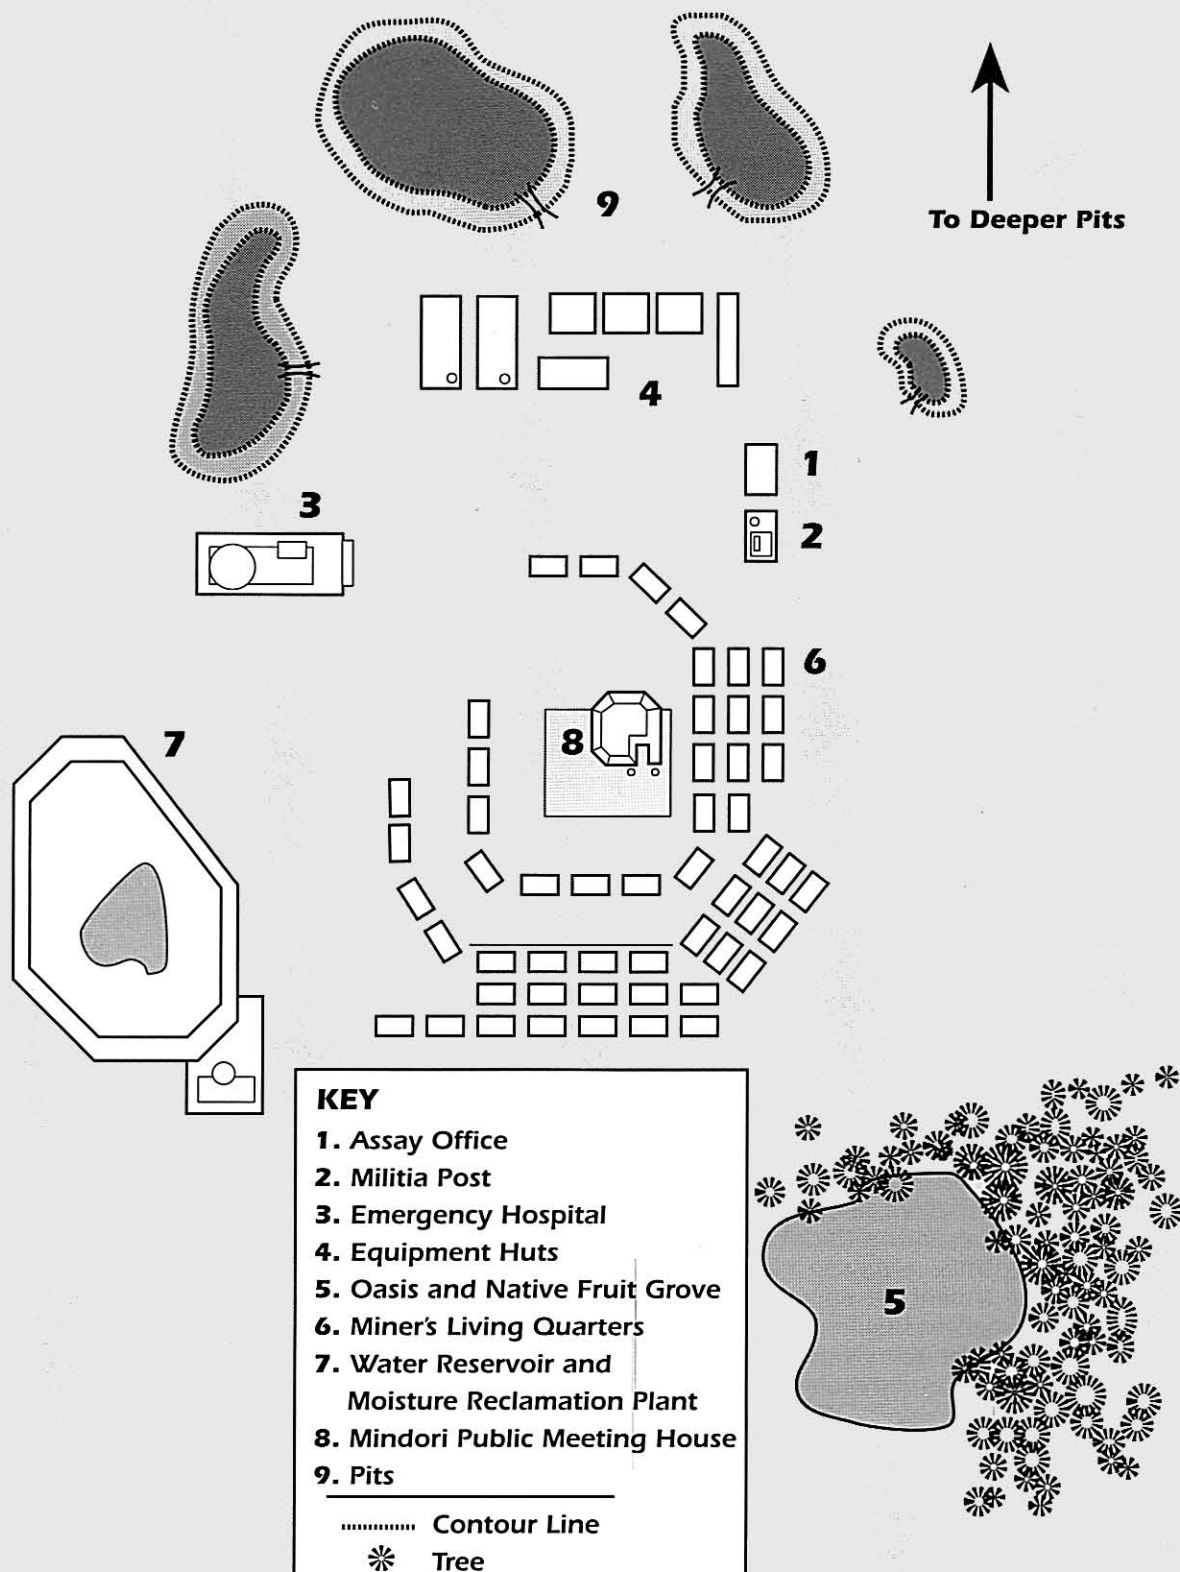 9
To Deeper Pits
4
1
3
2
6
7
8
KEY
1. Assay Office
2. Militia Post
3. Emergency Hospital
4. Equipment Huts
5. Oasis and Native Fruit Grove
6. Miner's Living Quarters
7. Water Reservoir and
Moisture Reclamation Plant
8. Mindori Public Meeting House
9. Pits
Contour Line
Tree
5